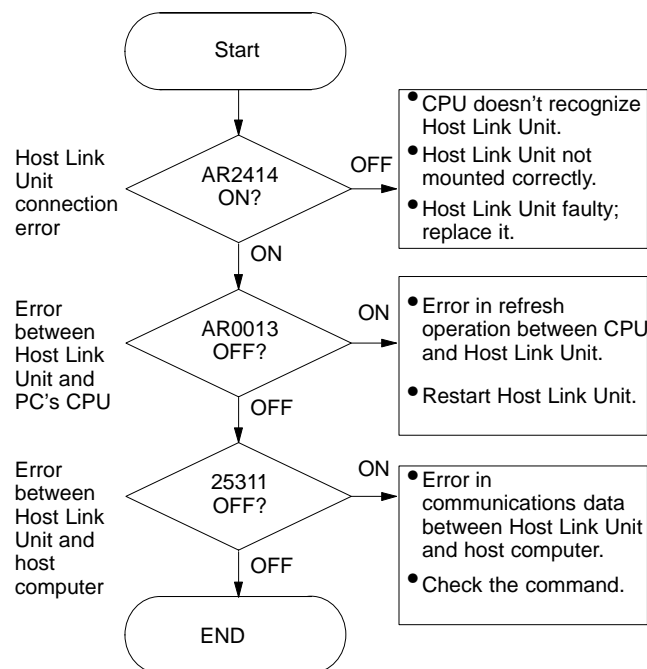 Start
Host Link
Unit
connection
error
AR2414
ON?
OFF
• CPU doesn't recognize
Host Link Unit.
• Host Link Unit not
mounted correctly.
• Host Link Unit faulty;
replace it.
ON
Error
between
Host Link
Unit and
PC's CPU
AR0013
OFF?
ON
• Error in refresh
operation between CPU
and Host Link Unit.
• Restart Host Link Unit.
OFF
Error
between
Host Link
Unit and
host
computer
25311
OFF?
ON
• Error in
communications data
between Host Link Unit
and host computer.
• Check the command.
OFF
END